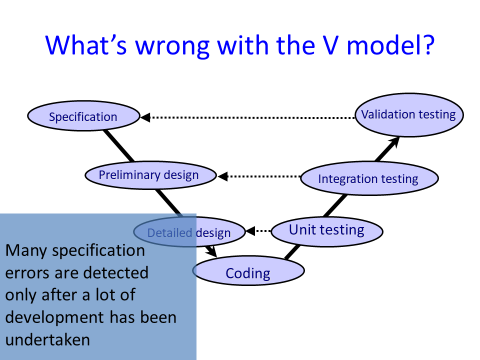 What's wrong with the V model?
Specification
Validation testing
Preliminary design
Integration testing
Detailed design
Unit testing
Coding
Many specification
errors are detected
only after a lot of
development has been
undertaken